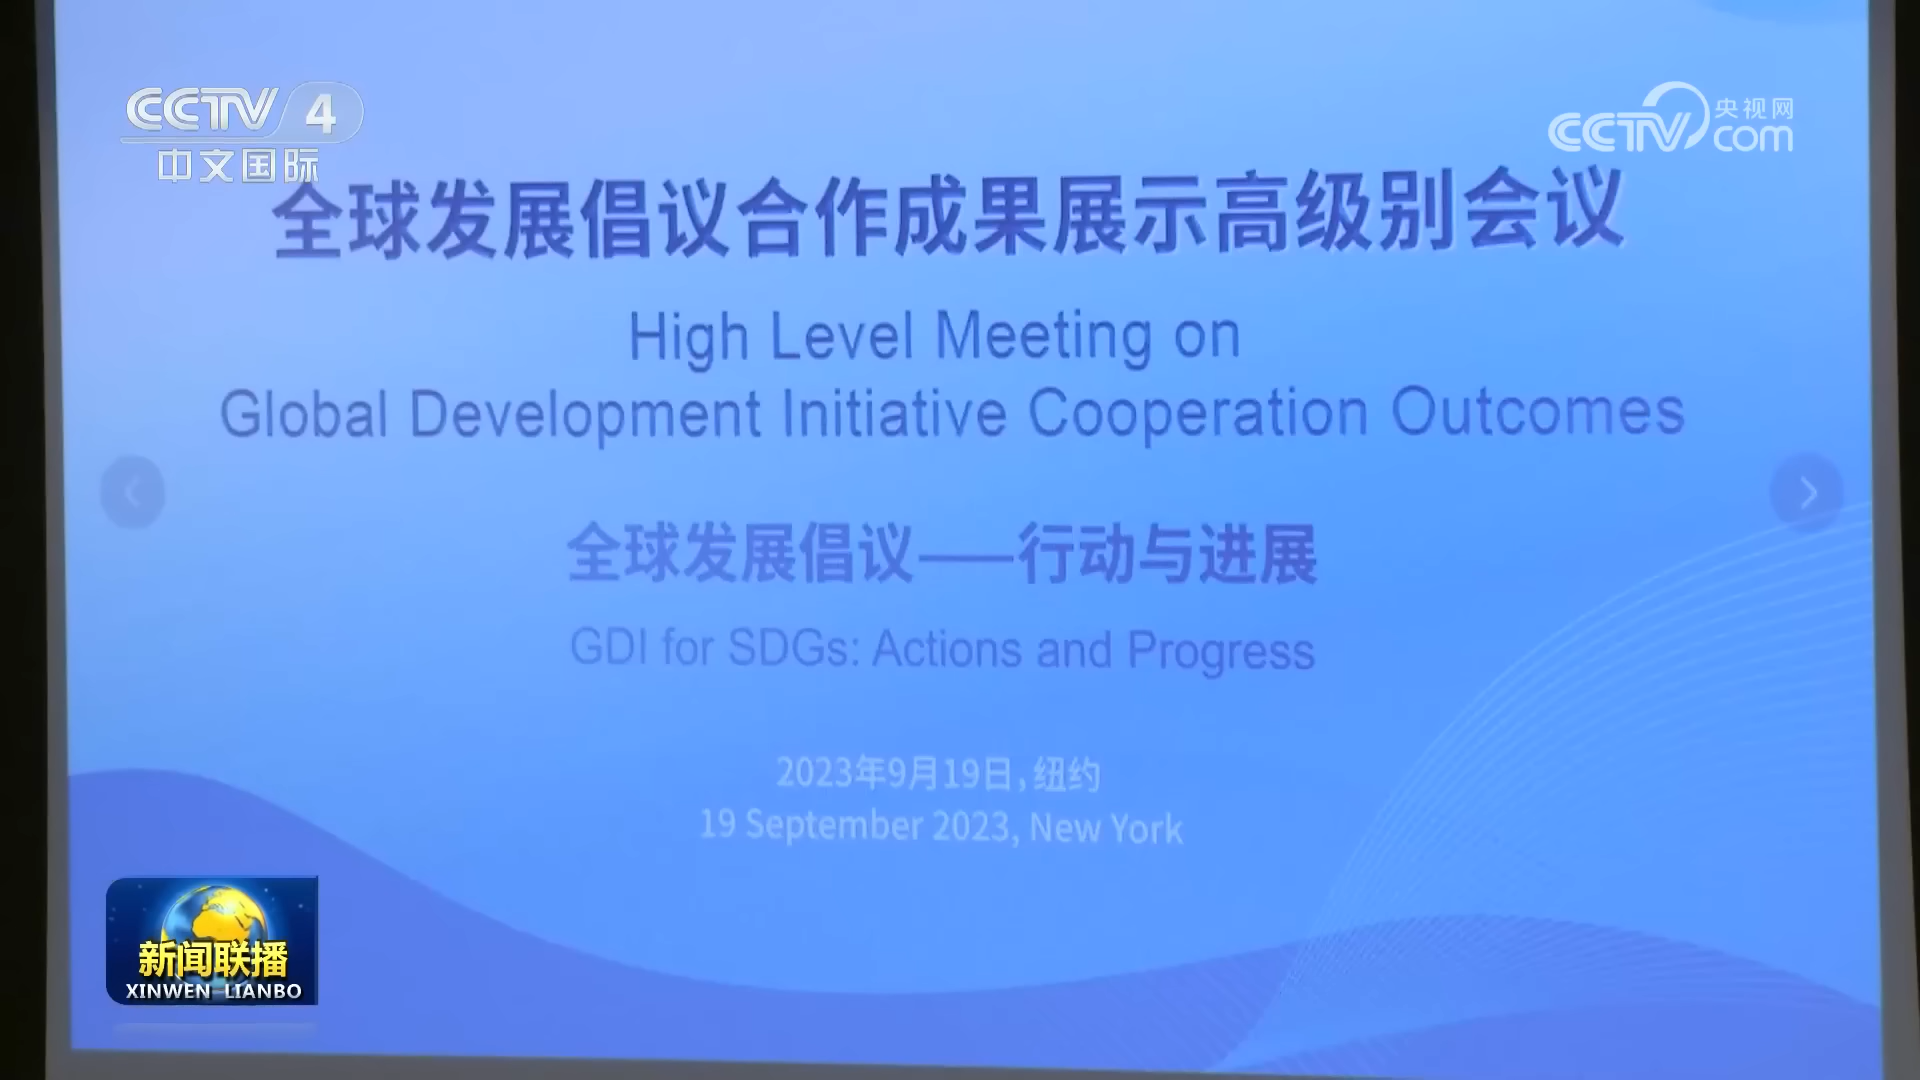 CCTV 4
中文国际
央视网
CCTV com
全球发展倡议合作成果展示高级别会议
High Level Meeting on
Global Development Initiative Cooperation Outcomes
全球发展倡议——行动与进展
GDI for SDGs: Actions and Progress
2023年9月19日，纽约
19 September 2023, New York
新闻联播
XINWEN LIANBO